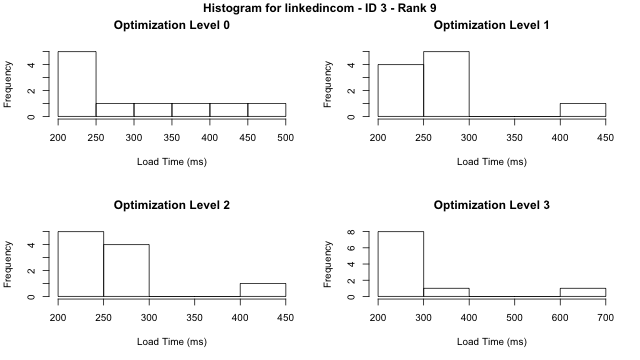 Histogram for linkedincom - ID 3 - Rank 9
Optimization Level 0
Frequency
0 2 4
200 250 300 350 400 450 500
Load Time (ms)
Optimization Level 1
Frequency
0 2 4
200 250 300 350 400 450
Load Time (ms)
Optimization Level 2
Frequency
0 2 4
200 250 300 350 400 450
Load Time (ms)
Optimization Level 3
Frequency
0 2 4 6 8
200 300 400 500 600 700
Load Time (ms)